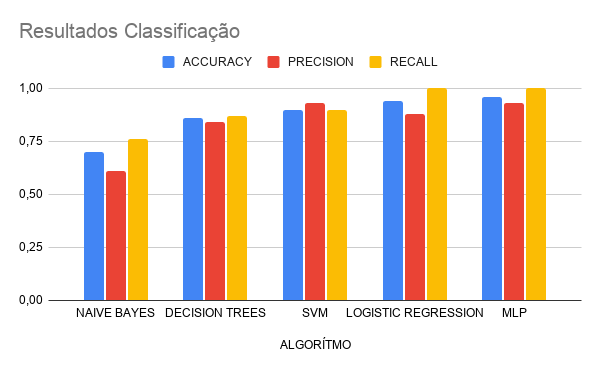 Resultados Classificação
ACCURACY PRECISION RECALL
1,00
0,75
0,50
0,25
0,00
NAIVE BAYES DECISION TREES SVM LOGISTIC REGRESSION MLP
ALGORÍTMO